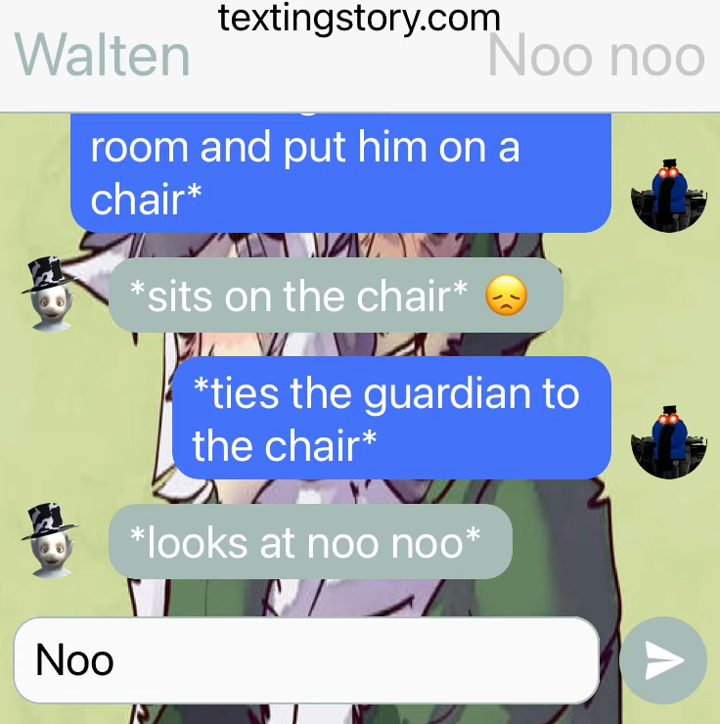 textingstory.com
Walten
Noo noo
room and put him on a
chair*
*sits on the chair* 😞
*ties the guardian to
the chair*
*looks at noo noo*
Noo